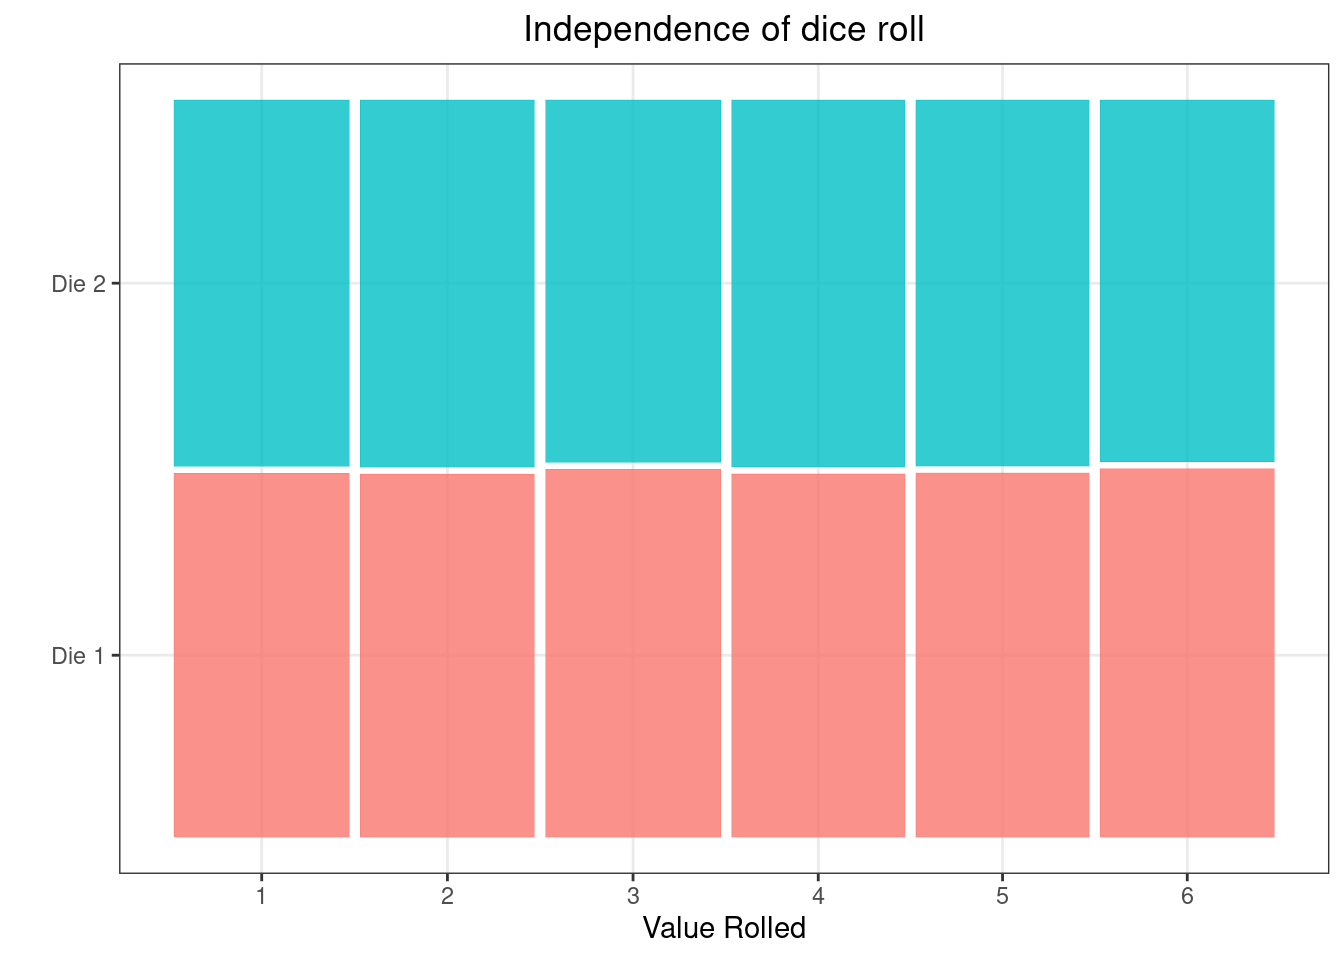 Independence of dice roll
Die 2
Die 1
1 2 3 4 5 6
Value Rolled